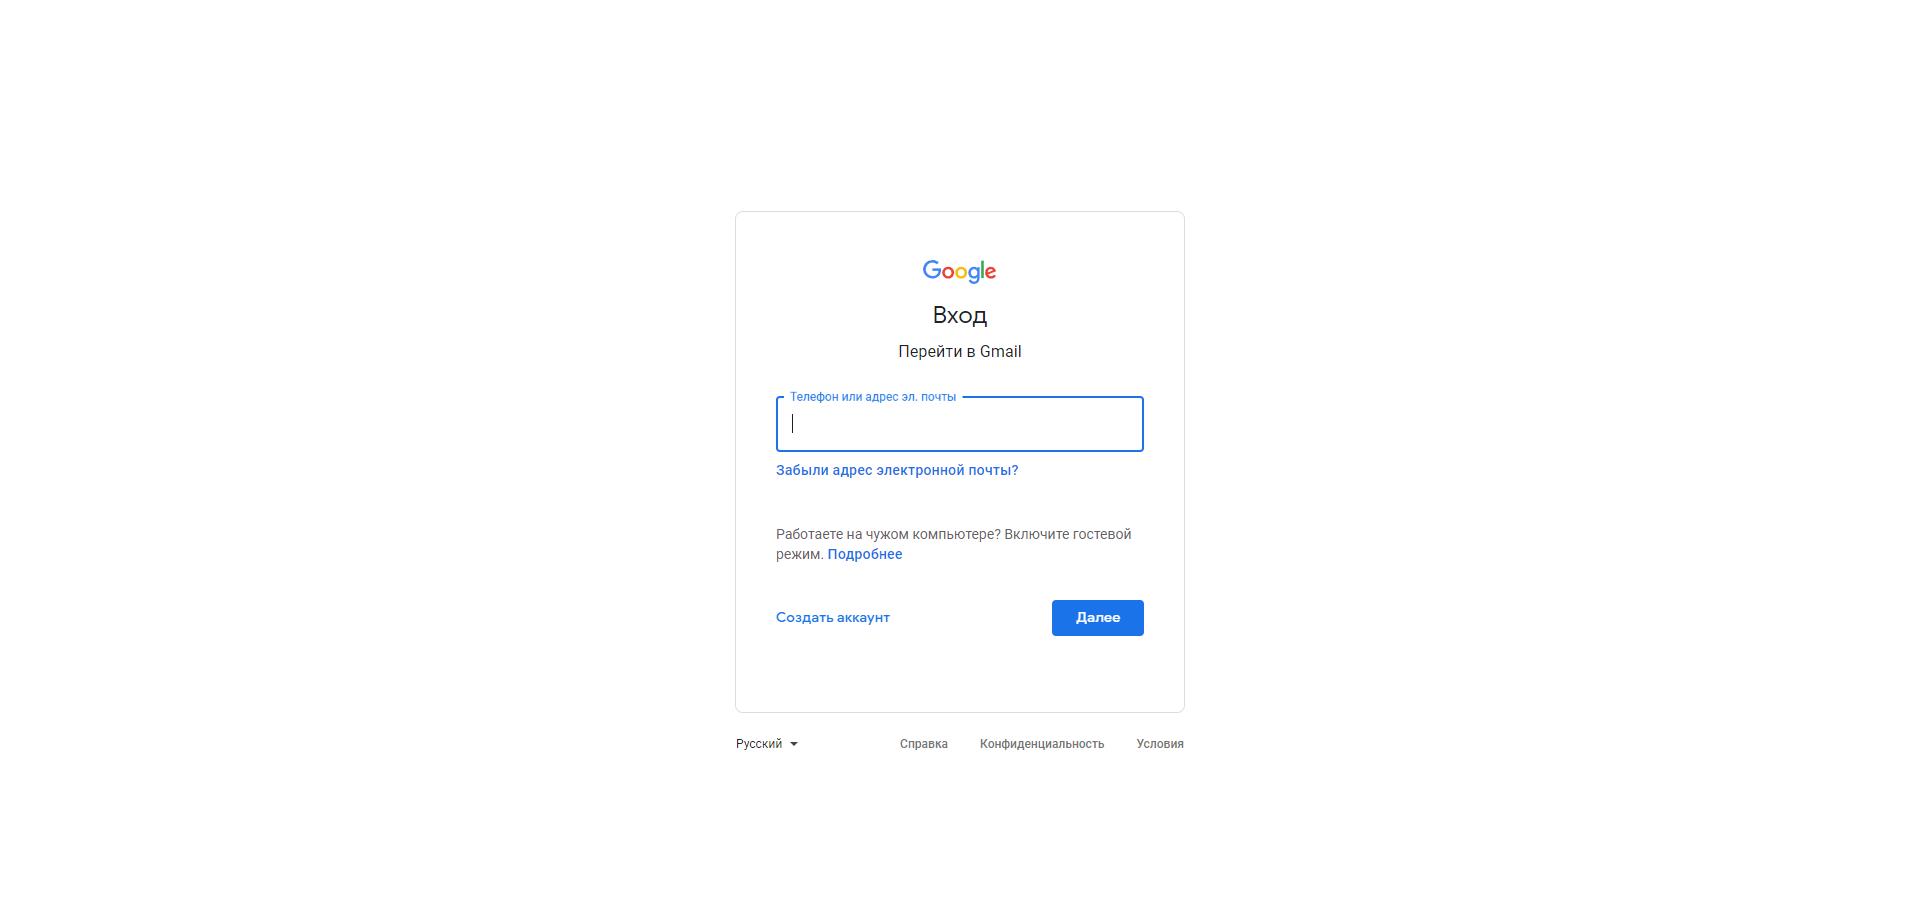 Google
Вход
Перейти в Gmail
Телефон или адрес эл. почты
Забыли адрес электронной почты?
Работаете на чужом компьютере? Включите гостевой
режим. Подробнее
Создать аккаунт
Далее
Русский
Справка
Конфиденциальность
Условия